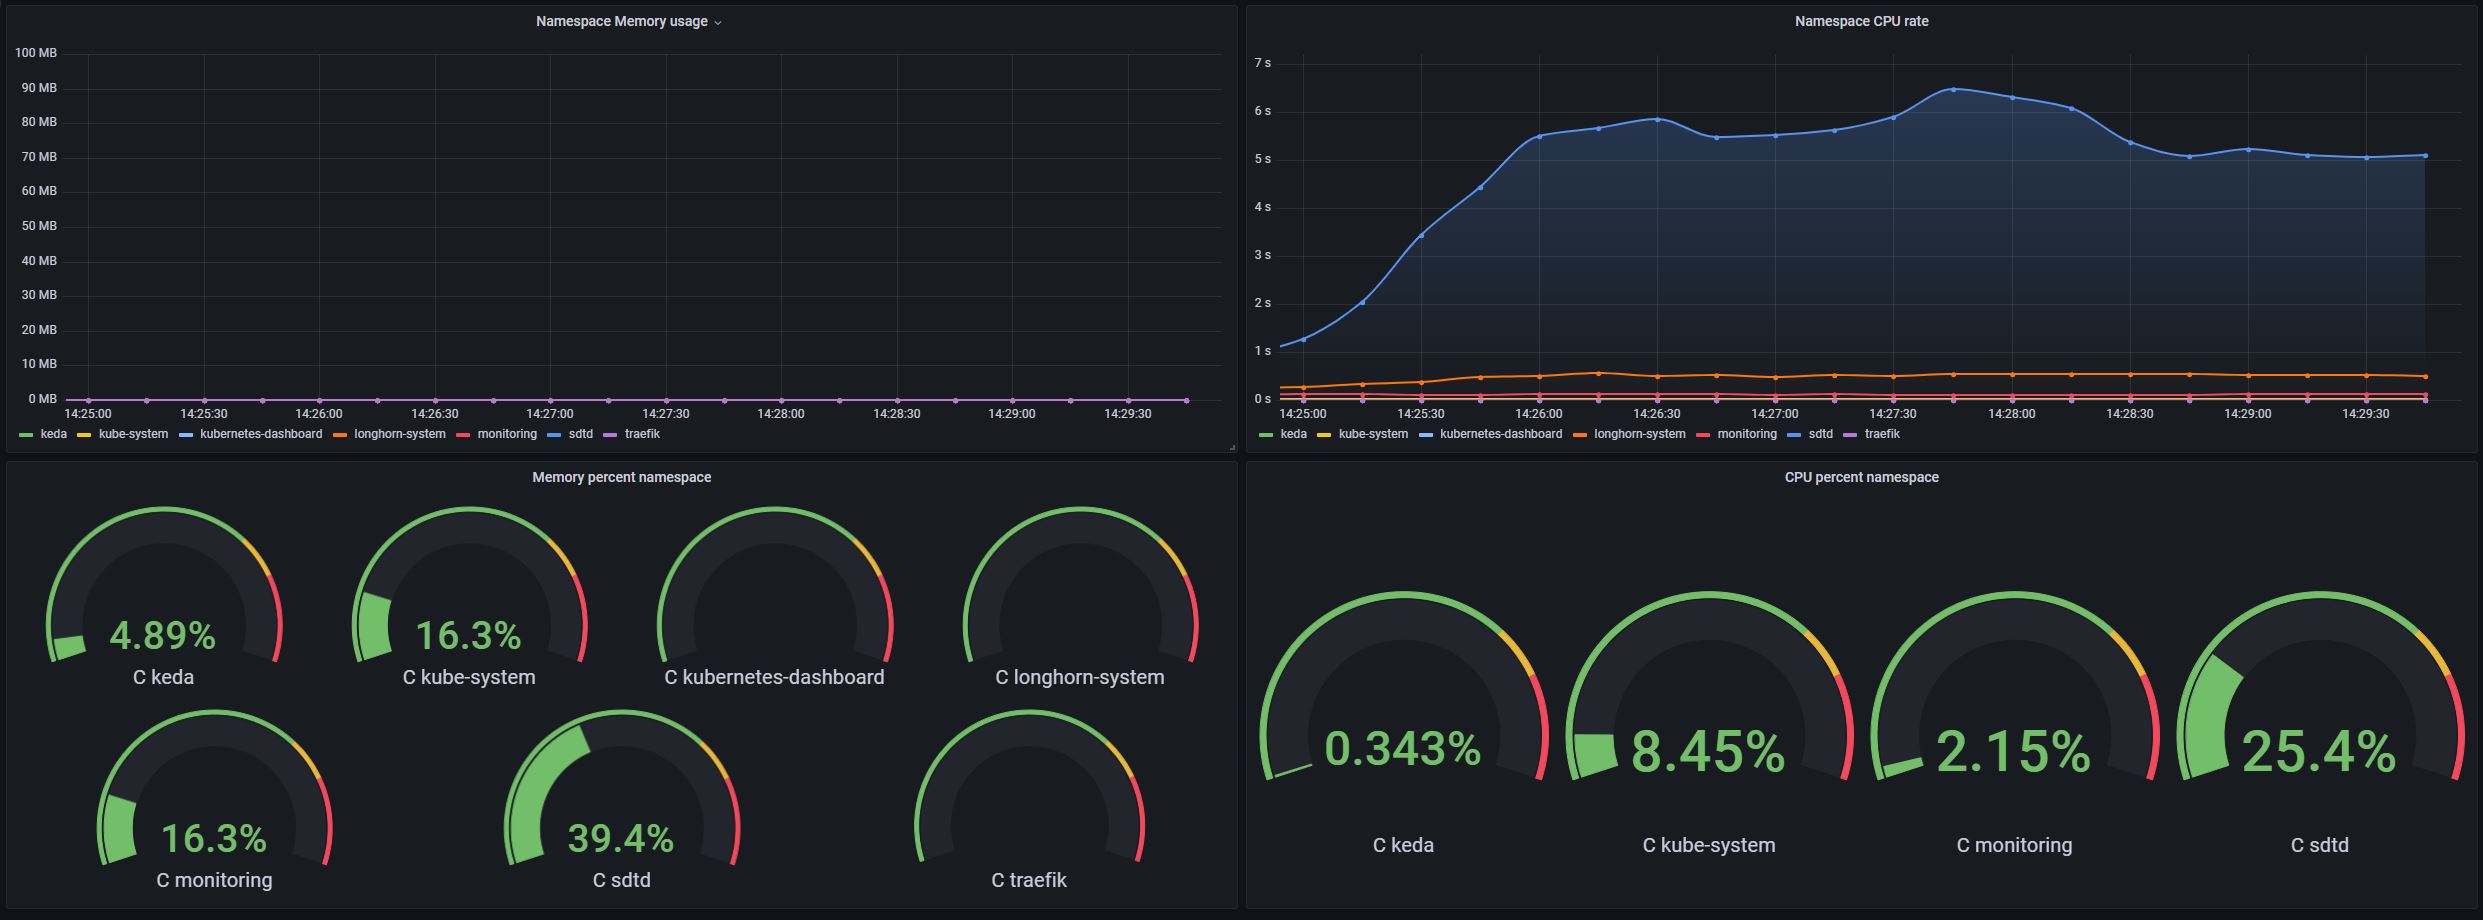 Namespace Memory usage
100 MB
90 MB
80 MB
70 MB
60 MB
50 MB
40 MB
30 MB
20 MB
10 MB
0 MB
14:25:00 14:25:30 14:26:00 14:26:30 14:27:00 14:27:30 14:28:00 14:28:30 14:29:00 14:29:30
keda kube-system kubernetes-dashboard longhorn-system monitoring sdtd traefik
Namespace CPU rate
7 s
6 s
5 s
4 s
3 s
2 s
1 s
0 s
14:25:00 14:25:30 14:26:00 14:26:30 14:27:00 14:27:30 14:28:00 14:28:30 14:29:00 14:29:30
keda kube-system kubernetes-dashboard longhorn-system monitoring sdtd traefik
Memory percent namespace
4.89% 16.3%
C keda C kube-system C kubernetes-dashboard C longhorn-system
16.3% 39.4%
C monitoring C sdtd C traefik
CPU percent namespace
0.343% 8.45% 2.15% 25.4%
C keda C kube-system C monitoring C sdtd